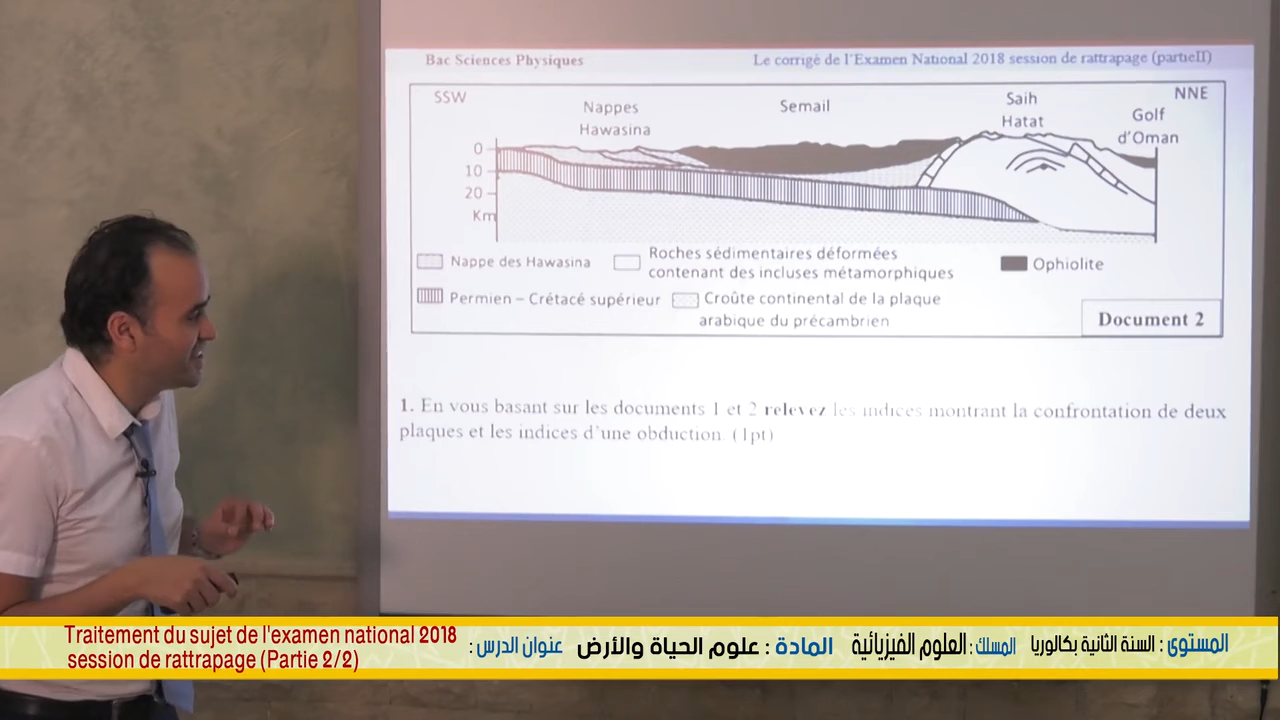 Bac Sciences Physiques
Le corrigé de l'Examen National 2018 session de rattrapage (partieII)
SSW
NNE
Nappes
Hawasina
Semail
Saih
Hatat
Golf
d'Oman
0
10
20
Km
Nappe des Hawasina
Roches sédimentaires déformées
contenant des incluses métamorphiques
Ophiolite
Permien – Crétacé supérieur
Croûte continental de la plaque
arabique du précambrien
Document 2
1. En vous basant sur les documents 1 et 2 relevez les indices montrant la confrontation de deux
plaques et les indices d'une obduction. (1pt)
المستوى : السنة الثانية بكالوريا
المسلك : العلوم الفيزيائية
المادة : علوم الحياة والأرض
عنوان الدرس :
Traitement du sujet de l'examen national 2018
session de rattrapage (Partie 2/2)